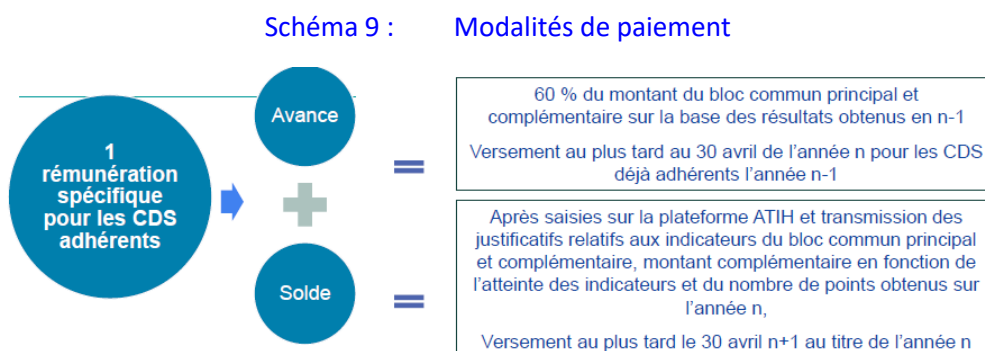 Schéma 9 : Modalités de paiement
1
rémunération
spécifique
pour les CDS
adhérents
Avance
60 % du montant du bloc commun principal et
complémentaire sur la base des résultats obtenus en n-1
Versement au plus tard au 30 avril de l'année n pour les CDS
déjà adhérents l'année n-1
Solde
Après saisies sur la plateforme ATIH et transmission des
justificatifs relatifs aux indicateurs du bloc commun principal
et complémentaire, montant complémentaire en fonction de
l'atteinte des indicateurs et du nombre de points obtenus sur
l'année n,
Versement au plus tard le 30 avril n+1 au titre de l'année n